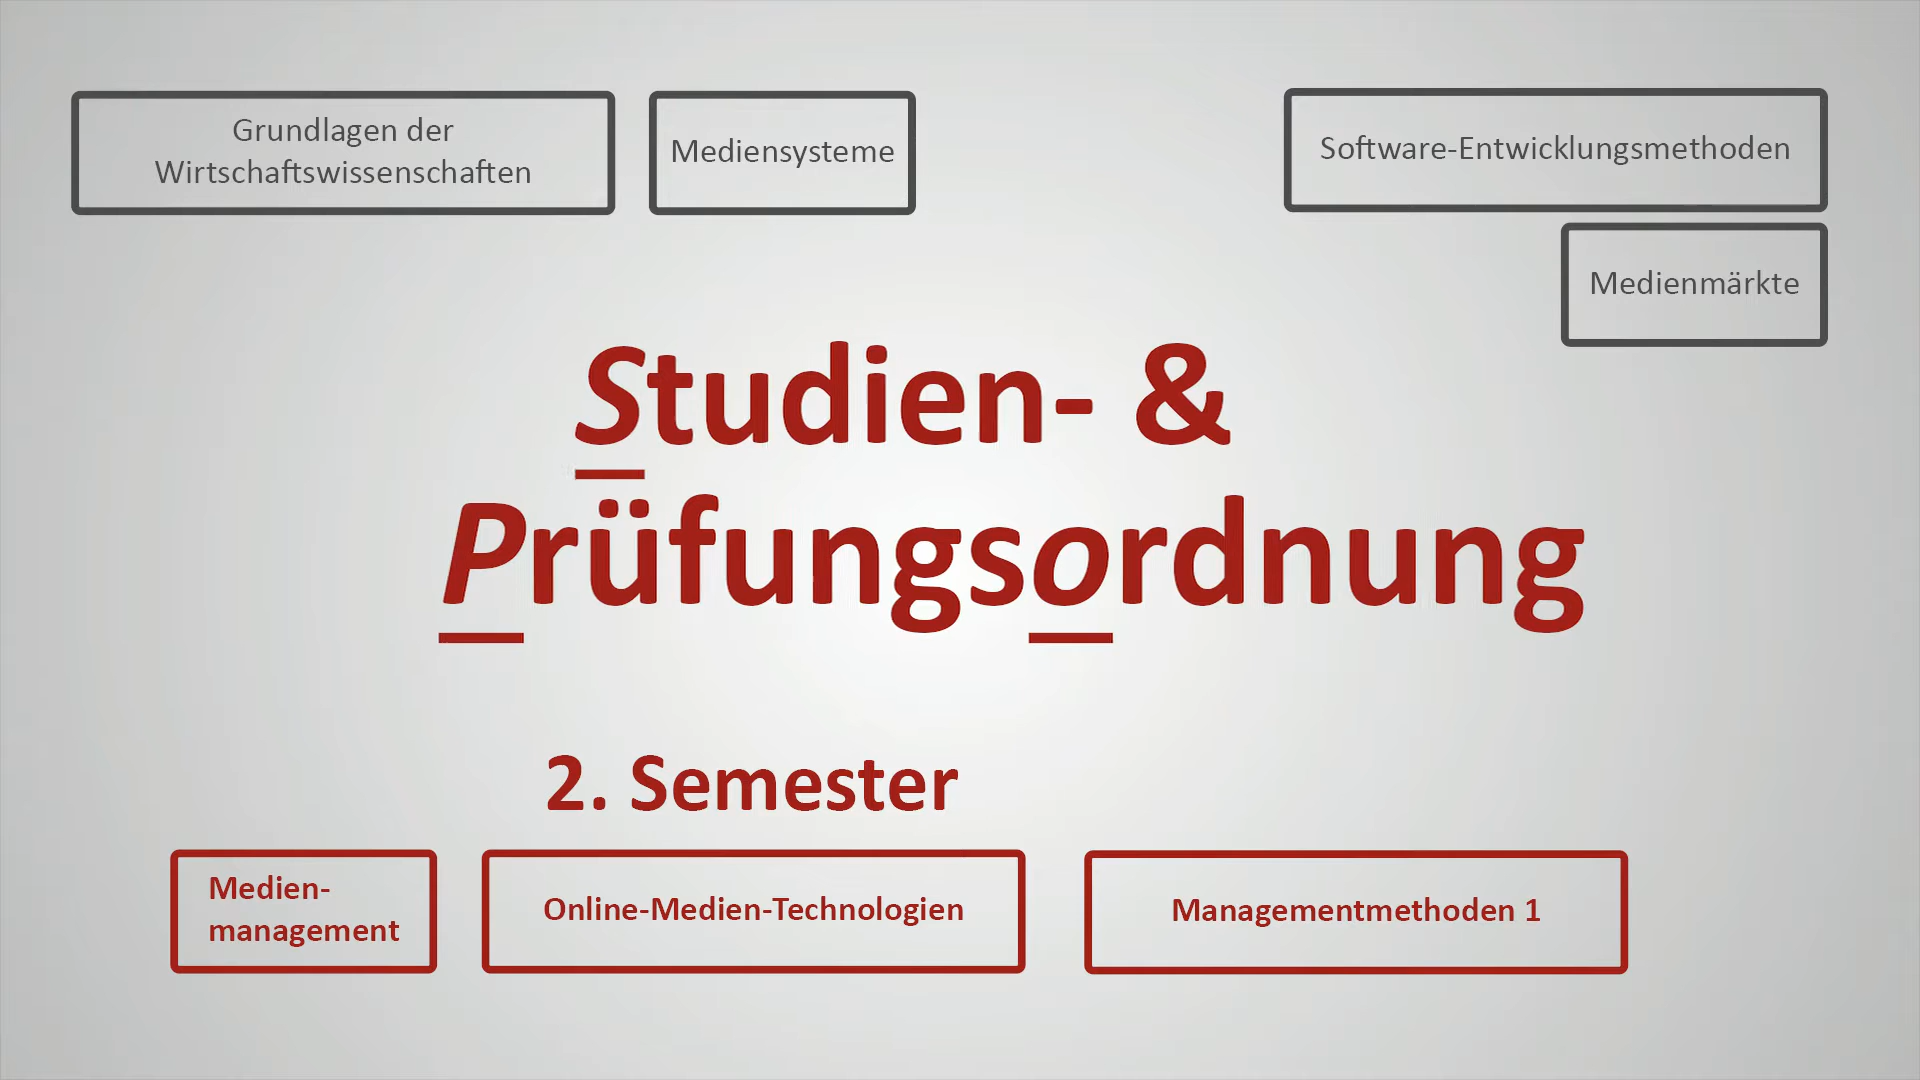 Grundlagen der
Wirtschaftswissenschaften
Mediensysteme
Software-Entwicklungsmethoden
Medienmärkte
Studien- &
Prüfungsordnung
2. Semester
Medien-
management
Online-Medien-Technologien
Managementmethoden 1